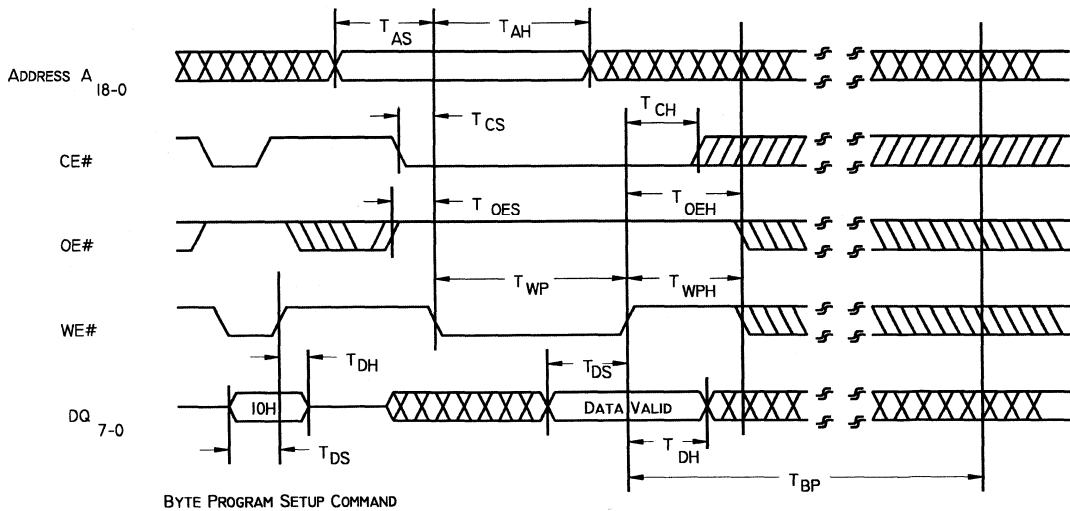 T AS
T AH
ADDRESS A 18-0
T CS
T CH
CE#
T OES
T OEH
OE#
T WP
T WPH
WE#
T DH
T DS
DQ 7-0
10H
DATA VALID
T DS
T DH
T BP
BYTE PROGRAM SETUP COMMAND